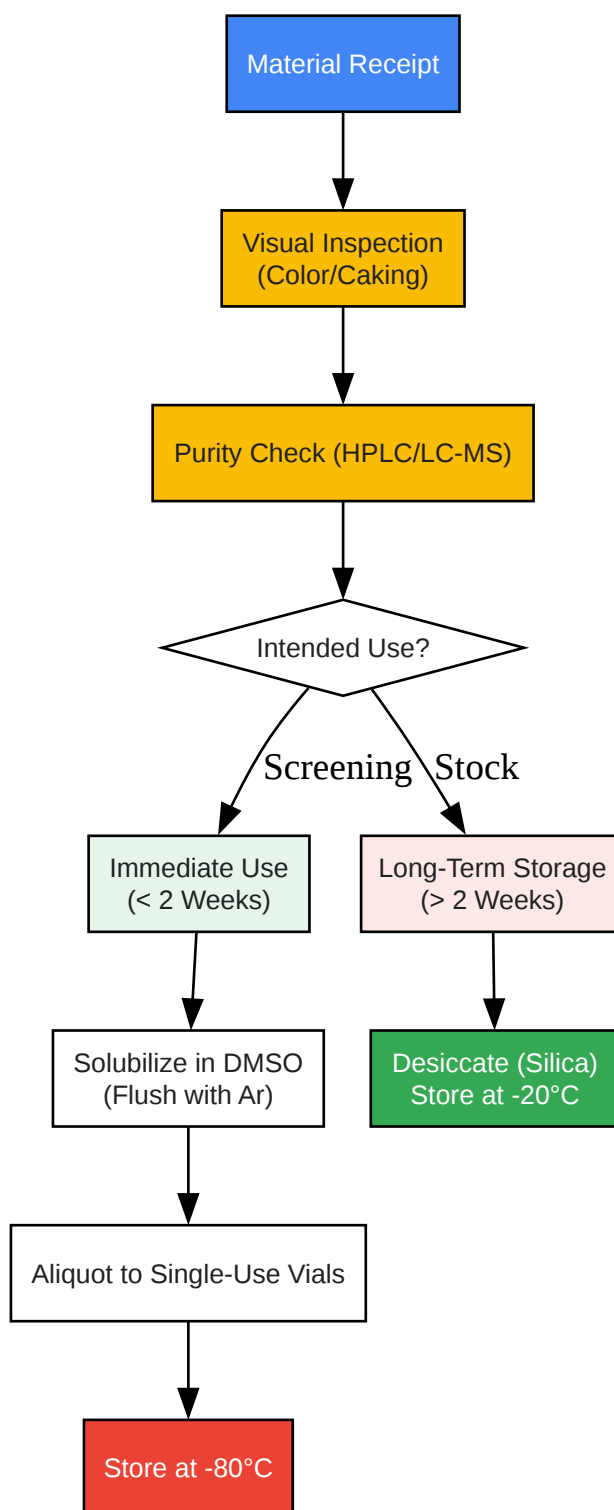 Material Receipt
Visual Inspection
(Color/Caking)
Purity Check (HPLC/LC-MS)
Intended Use?
Screening
Stock
Immediate Use
(< 2 Weeks)
Long-Term Storage
(> 2 Weeks)
Solubilize in DMSO
(Flush with Ar)
Desiccate (Silica)
Store at -20°C
Aliquot to Single-Use Vials
Store at -80°C